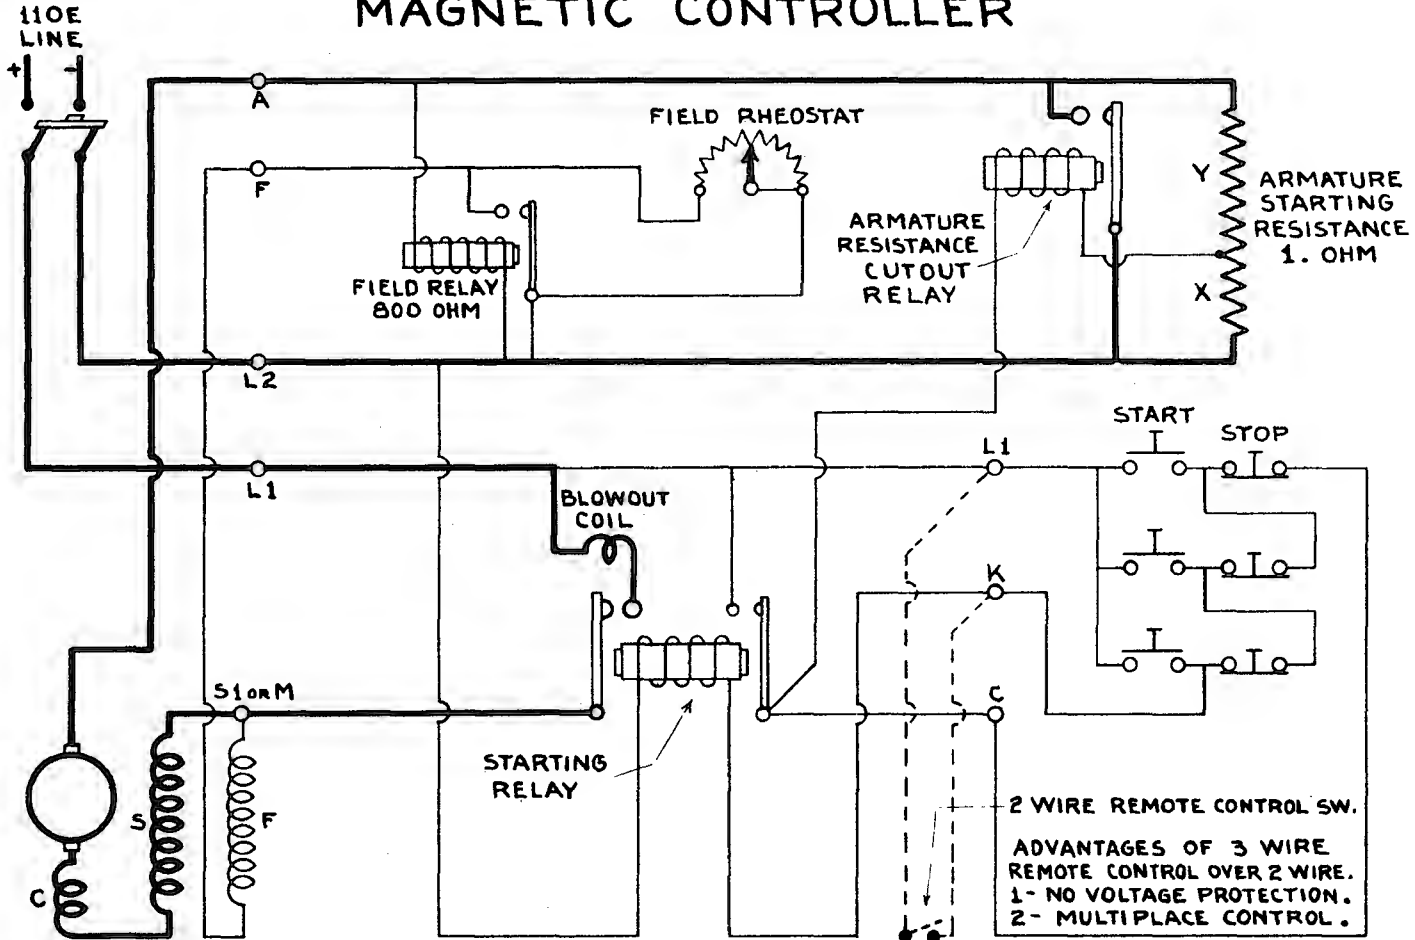 MAGNETIC CONTROLLER
110E
LINE
+ -
A
FIELD RHEOSTAT
F
Y
ARMATURE
STARTING
RESISTANCE
1. OHM
ARMATURE
RESISTANCE
CUTOUT
RELAY
FIELD RELAY
800 OHM
X
L2
START
STOP
L1
L1
BLOWOUT
COIL
K
S1 OR M
C
STARTING
RELAY
2 WIRE REMOTE CONTROL SW.
S
F
C
ADVANTAGES OF 3 WIRE
REMOTE CONTROL OVER 2 WIRE.
1- NO VOLTAGE PROTECTION.
2- MULTIPLACE CONTROL.